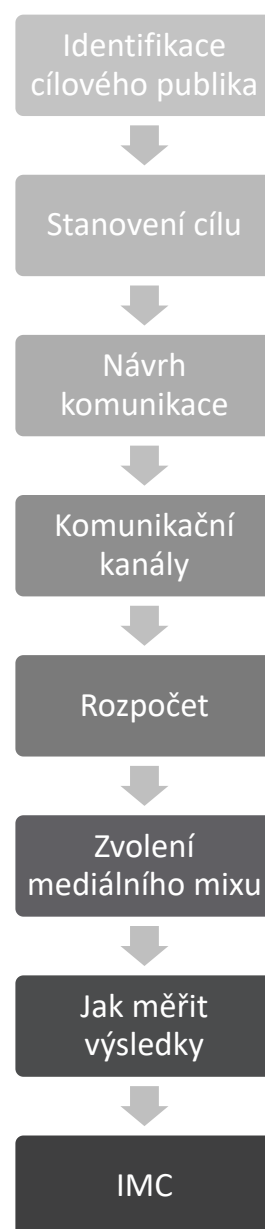 Identifikace
cílového publika
Stanovení cílu
Návrh
komunikace
Komunikační
kanály
Rozpočet
Zvolení
mediálního mixu
Jak měřit
výsledky
IMC